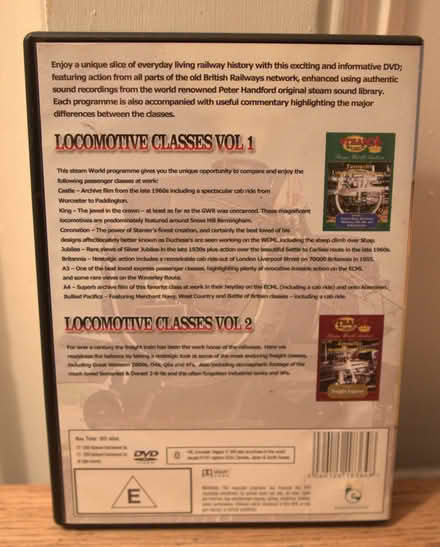 Enjoy a unique slice of everyday living railway history with this exciting and informative DVD;
featuring action from all parts of the old British Railways network, enhanced using authentic
sound recordings from the world renowned Peter Handford original steam sound library.
Each programme is also accompanied with useful commentary highlighting the major
differences between the classes.
LOCOMOTIVE CLASSES VOL 1
This steam World programme gives you the unique opportunity to compare and enjoy the
following passenger classes at work:
Castle – Archive film from the late 1960s including a spectacular cab ride from
Worcester to Paddington.
King – The jewel in the crown – at least as far as the GWR was concerned. These magnificent
locomotives are predominately featured around Snow Hill Birmingham.
Coronation – The power of Stanier's finest creation, and certainly the best loved of his
designs affectionately better known as Duchess's are seen working on the WCML including the steep climb over Shap.
Jubilee – Rare views of Silver Jubilee in the late 1930s plus action over the beautiful Settle to Carlisle route in the late 1960s.
Britannia – Nostalgic action includes a remarkable cab ride out of London Liverpool Street on 70000 Britannia in 1955.
A3 – One of the best loved express passenger classes, highlighting plenty of evocative lineside action on the ECML
and some rare views on the Waverley Route.
A4 – Superb archive film of this favorite class at work in their heyday on the ECML (including a cab ride) and onto Aberdeen.
Bullied Pacifics – Featuring Merchant Navy, West Country and Battle of Britain classes – including a cab ride.
LOCOMOTIVE CLASSES VOL 2
For over a century the freight train has been the work horse of the railways. Here we
readdress the balance by taking a nostalgic look at some of the most enduring freight classes,
including Great Western 2800s, O4s, Q6s and 8Fs. Also including atmospheric footage of the
much loved Somerset & Dorset 2-8-0s and the often forgotten industrial tanks and 9Fs.
Run Time:
DVD
0
DOLBY
E